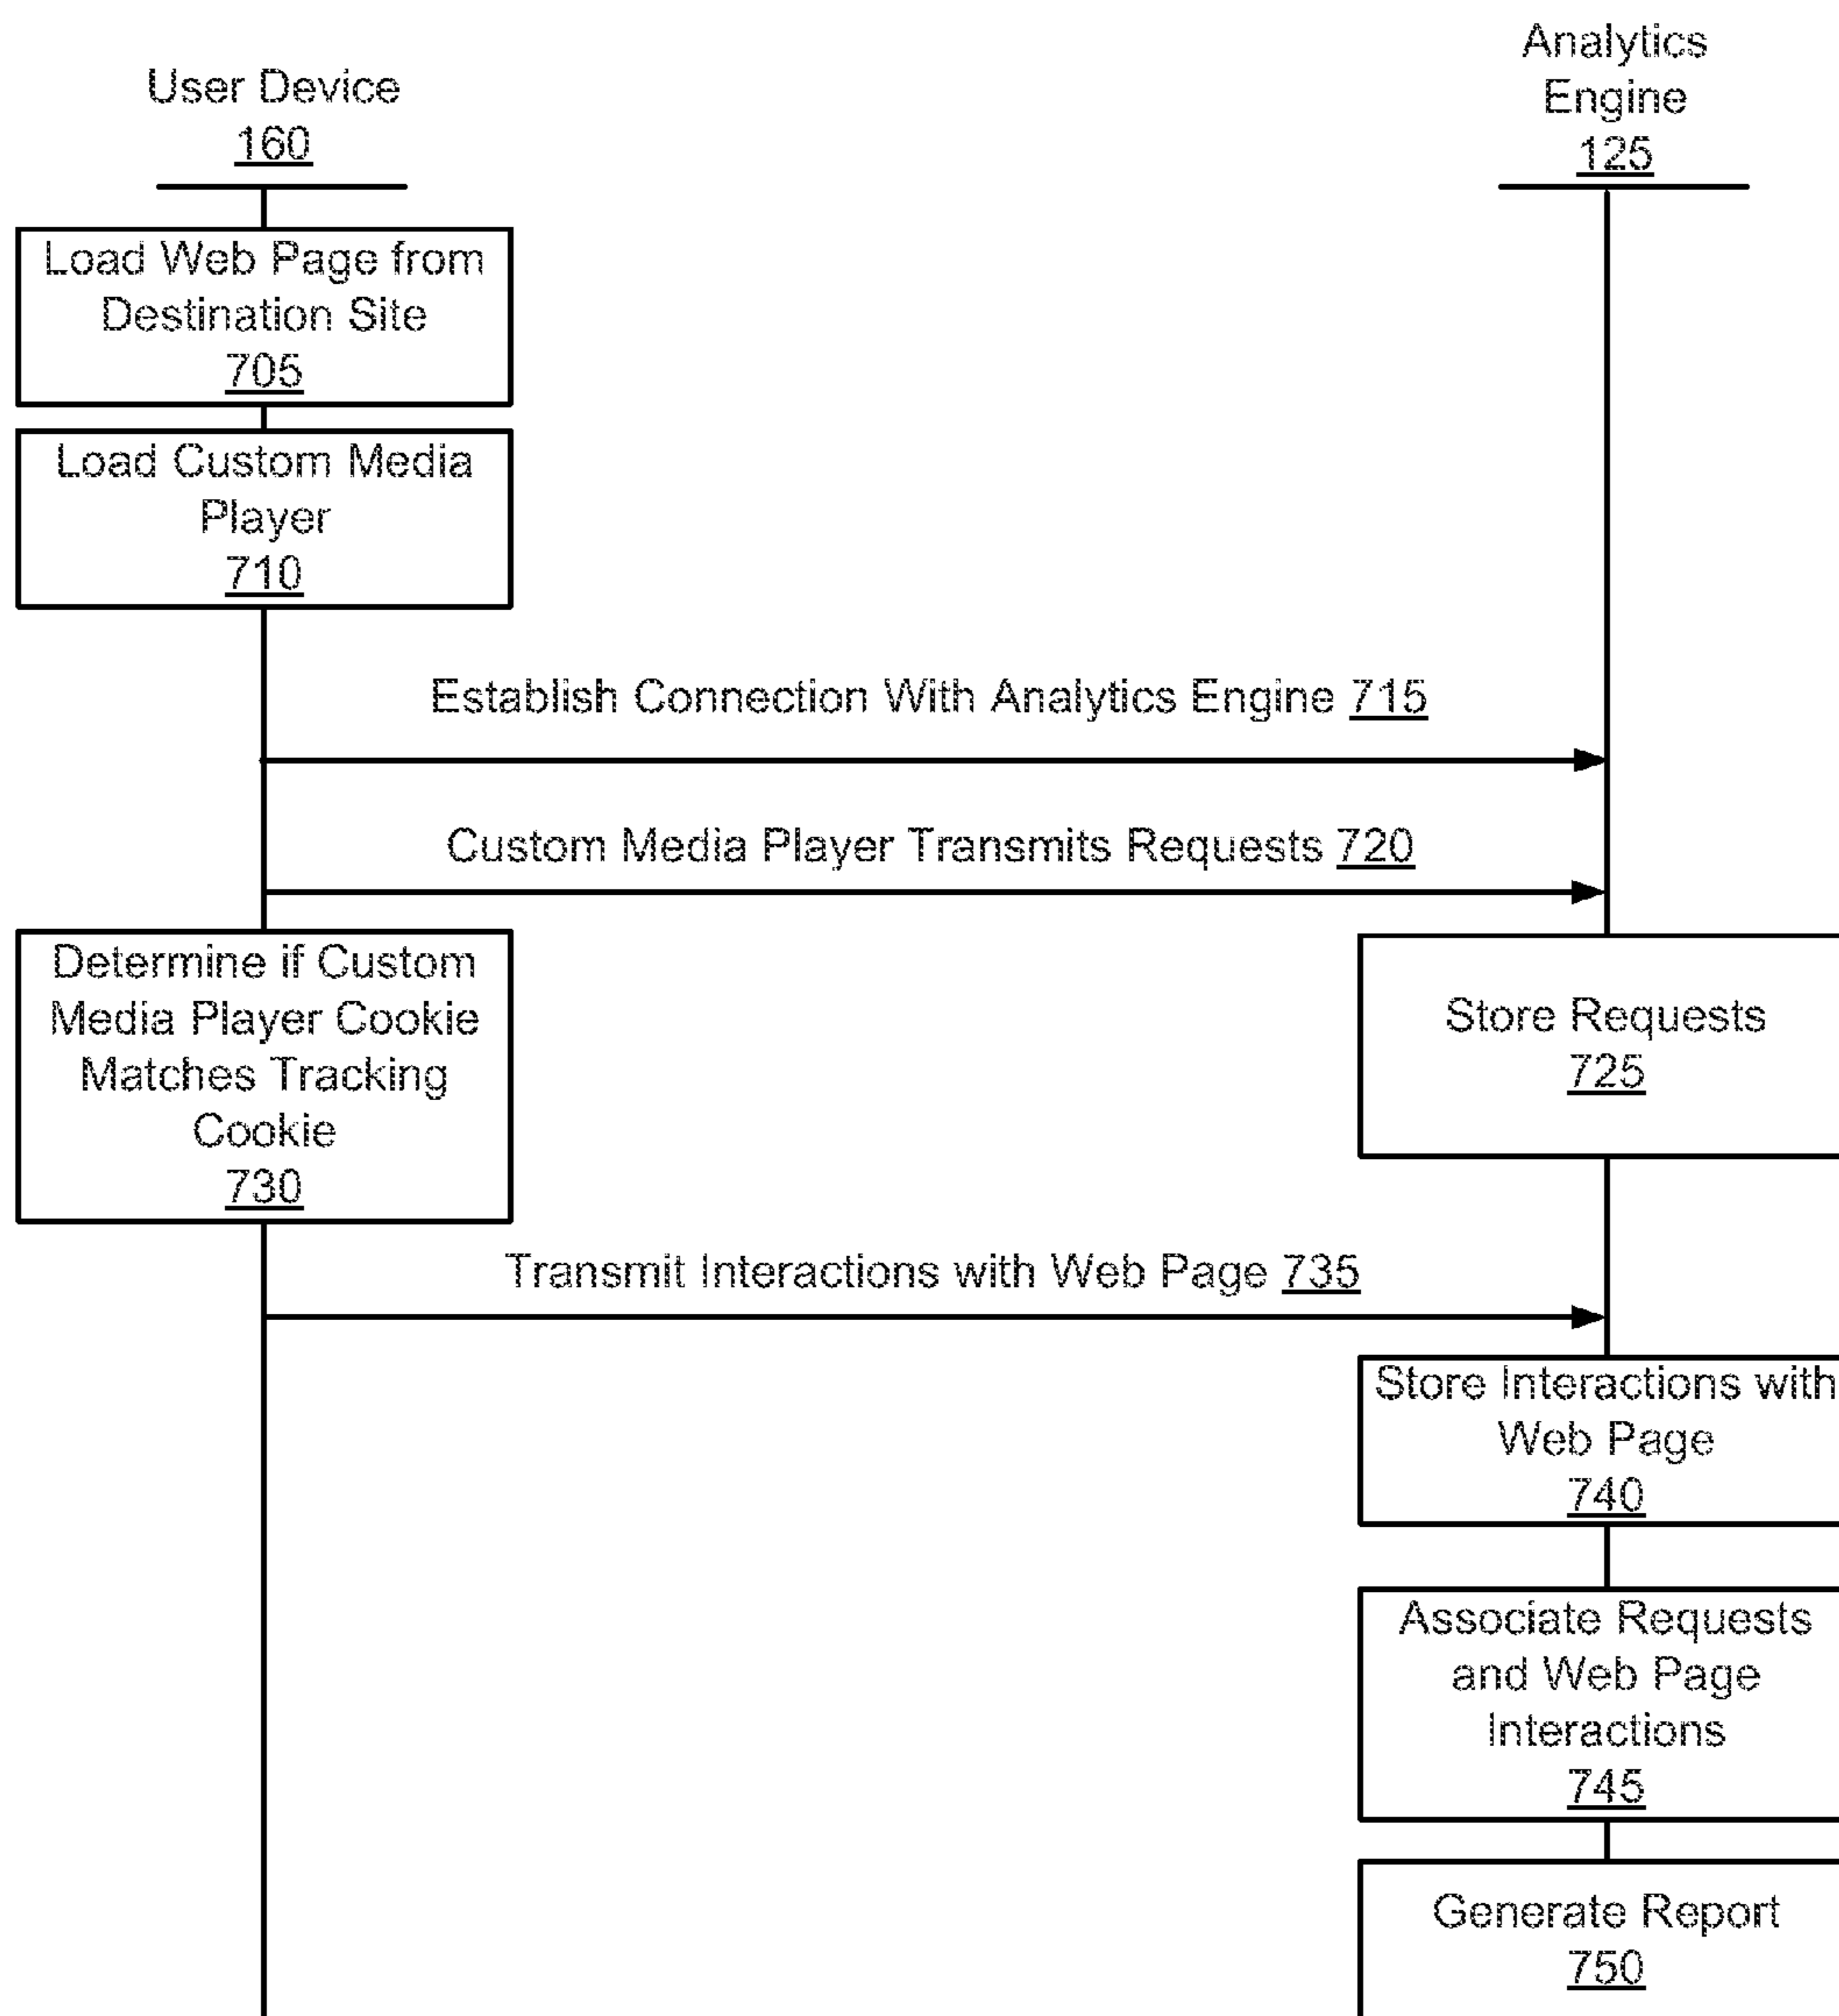 User Device
160
Analytics
Engine
125
Load Web Page from
Destination Site
705
Load Custom Media
Player
710
Establish Connection With Analytics Engine 715
Custom Media Player Transmits Requests 720
Determine if Custom
Media Player Cookie
Matches Tracking
Cookie
730
Store Requests
725
Transmit Interactions with Web Page 735
Store Interactions with
Web Page
740
Associate Requests
and Web Page
Interactions
745
Generate Report
750